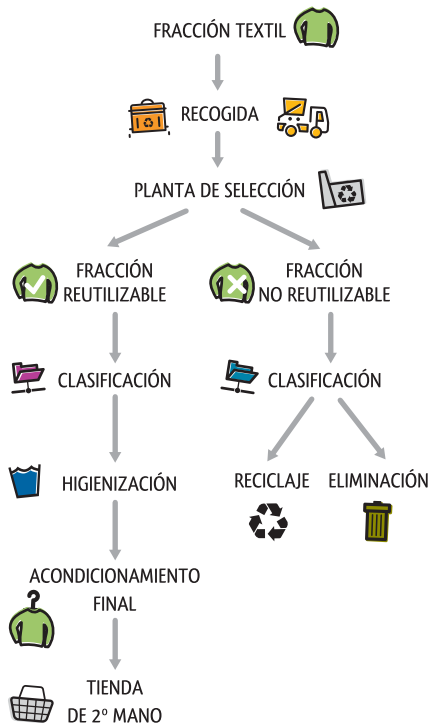 FRACCIÓN TEXTIL
RECOGIDA
PLANTA DE SELECCIÓN
FRACCIÓN
REUTILIZABLE
FRACCIÓN
NO REUTILIZABLE
CLASIFICACIÓN
CLASIFICACIÓN
HIGIENIZACIÓN
RECICLAJE
ELIMINACIÓN
ACONDICIONAMIENTO
FINAL
TIENDA
DE 2º MANO